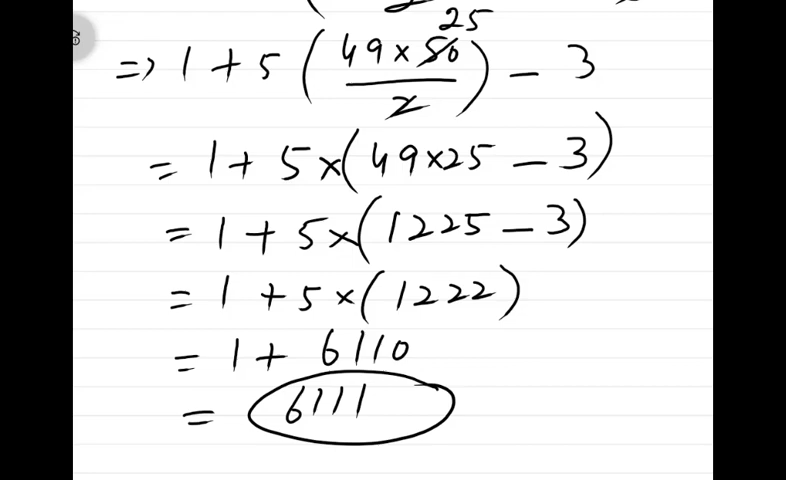 25
=> 1 + 5 ( 49 × 50 / 2 ) - 3
= 1 + 5 × ( 49 × 25 - 3 )
= 1 + 5 × ( 1225 - 3 )
= 1 + 5 × ( 1222 )
= 1 + 6110
= 6111